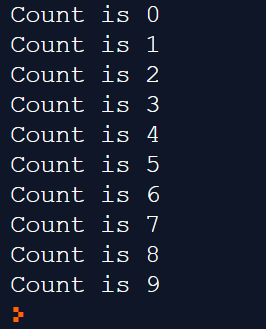 Count is 0
Count is 1
Count is 2
Count is 3
Count is 4
Count is 5
Count is 6
Count is 7
Count is 8
Count is 9
>